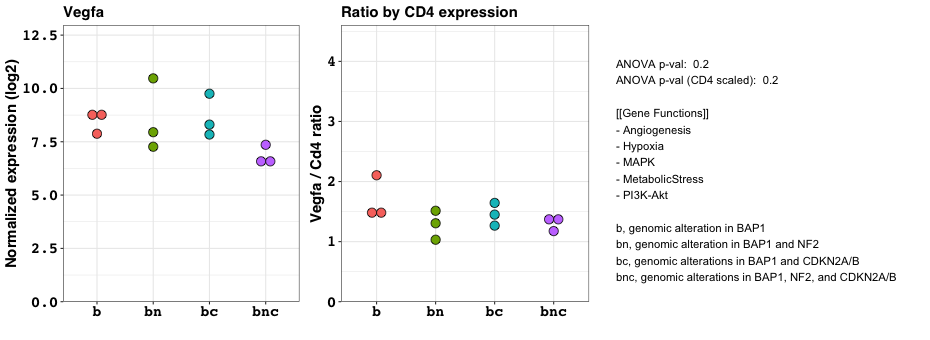 Vegfa
Normalized expression (log2)
12.5
10.0
7.5
5.0
2.5
0.0
b bn bc bnc
Ratio by CD4 expression
Vegfa / Cd4 ratio
4
3
2
1
0
b bn bc bnc
ANOVA p-val: 0.2
ANOVA p-val (CD4 scaled): 0.2
[[Gene Functions]]
- Angiogenesis
- Hypoxia
- MAPK
- MetabolicStress
- PI3K-Akt
b, genomic alteration in BAP1
bn, genomic alteration in BAP1 and NF2
bc, genomic alterations in BAP1 and CDKN2A/B
bnc, genomic alterations in BAP1, NF2, and CDKN2A/B